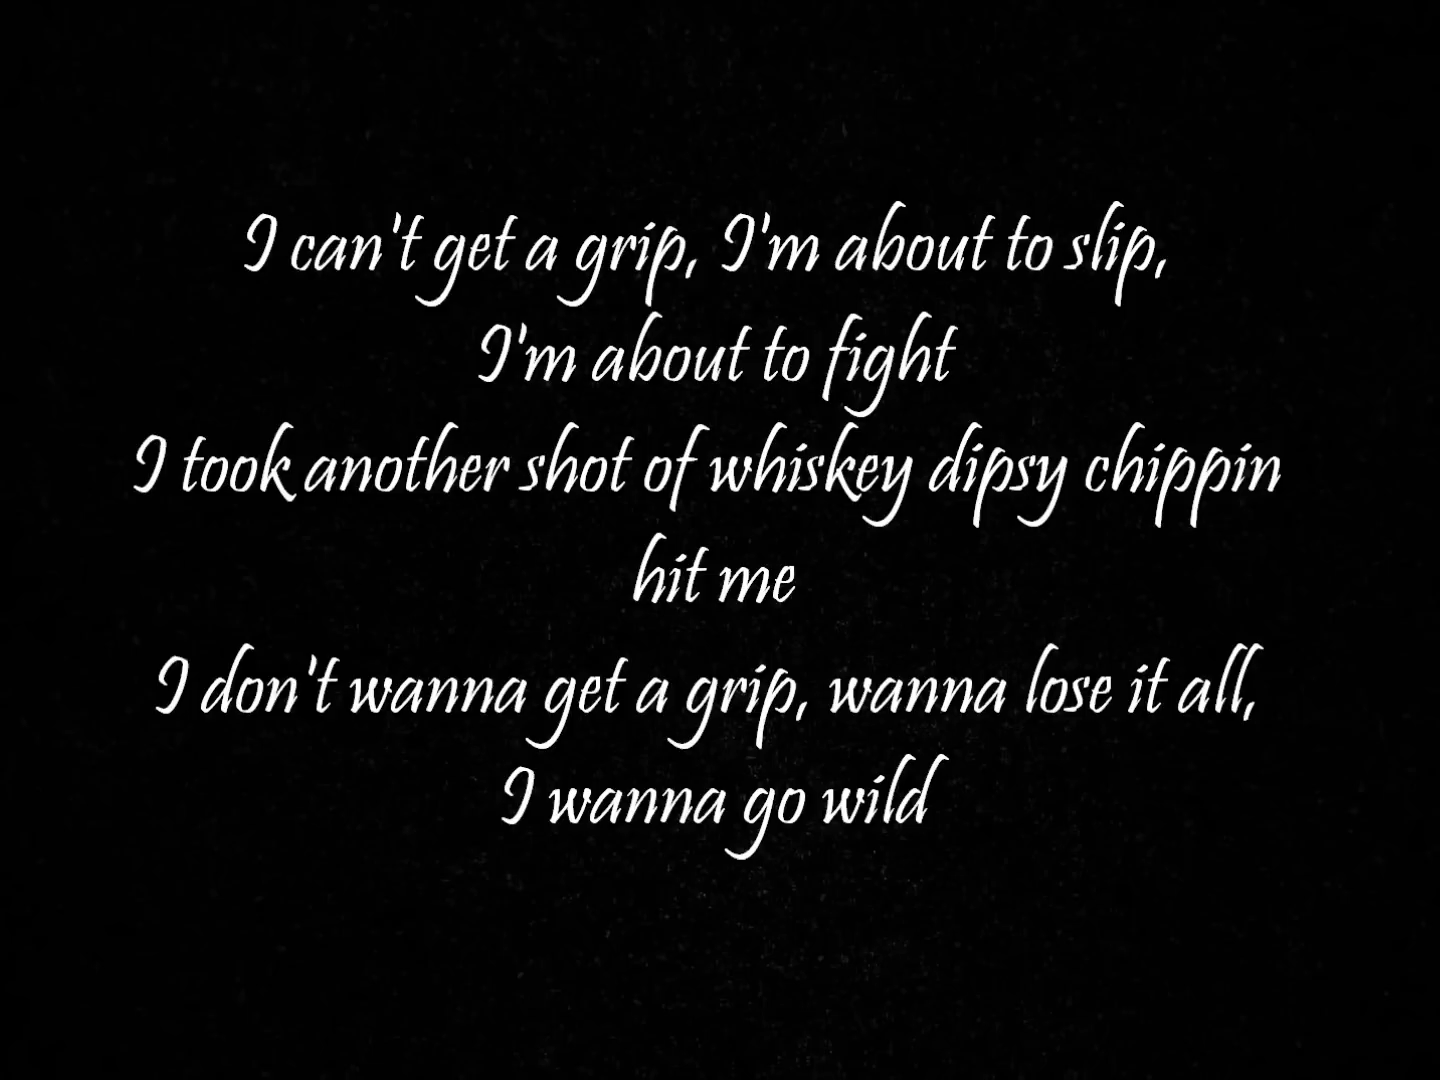 I can't get a grip, I'm about to slip,
I'm about to fight
I took another shot of whiskey dipsy chippin
hit me
I don't wanna get a grip, wanna lose it all,
I wanna go wild